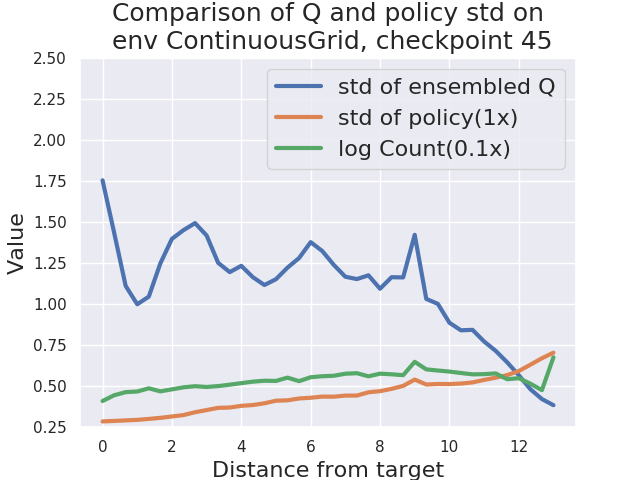 Comparison of Q and policy std on
env ContinuousGrid, checkpoint 45
2.50
2.25
2.00
1.75
1.50
1.25
1.00
0.75
0.50
0.25
Value
std of ensembled Q
std of policy(1x)
log Count(0.1x)
0 2 4 6 8 10 12
Distance from target